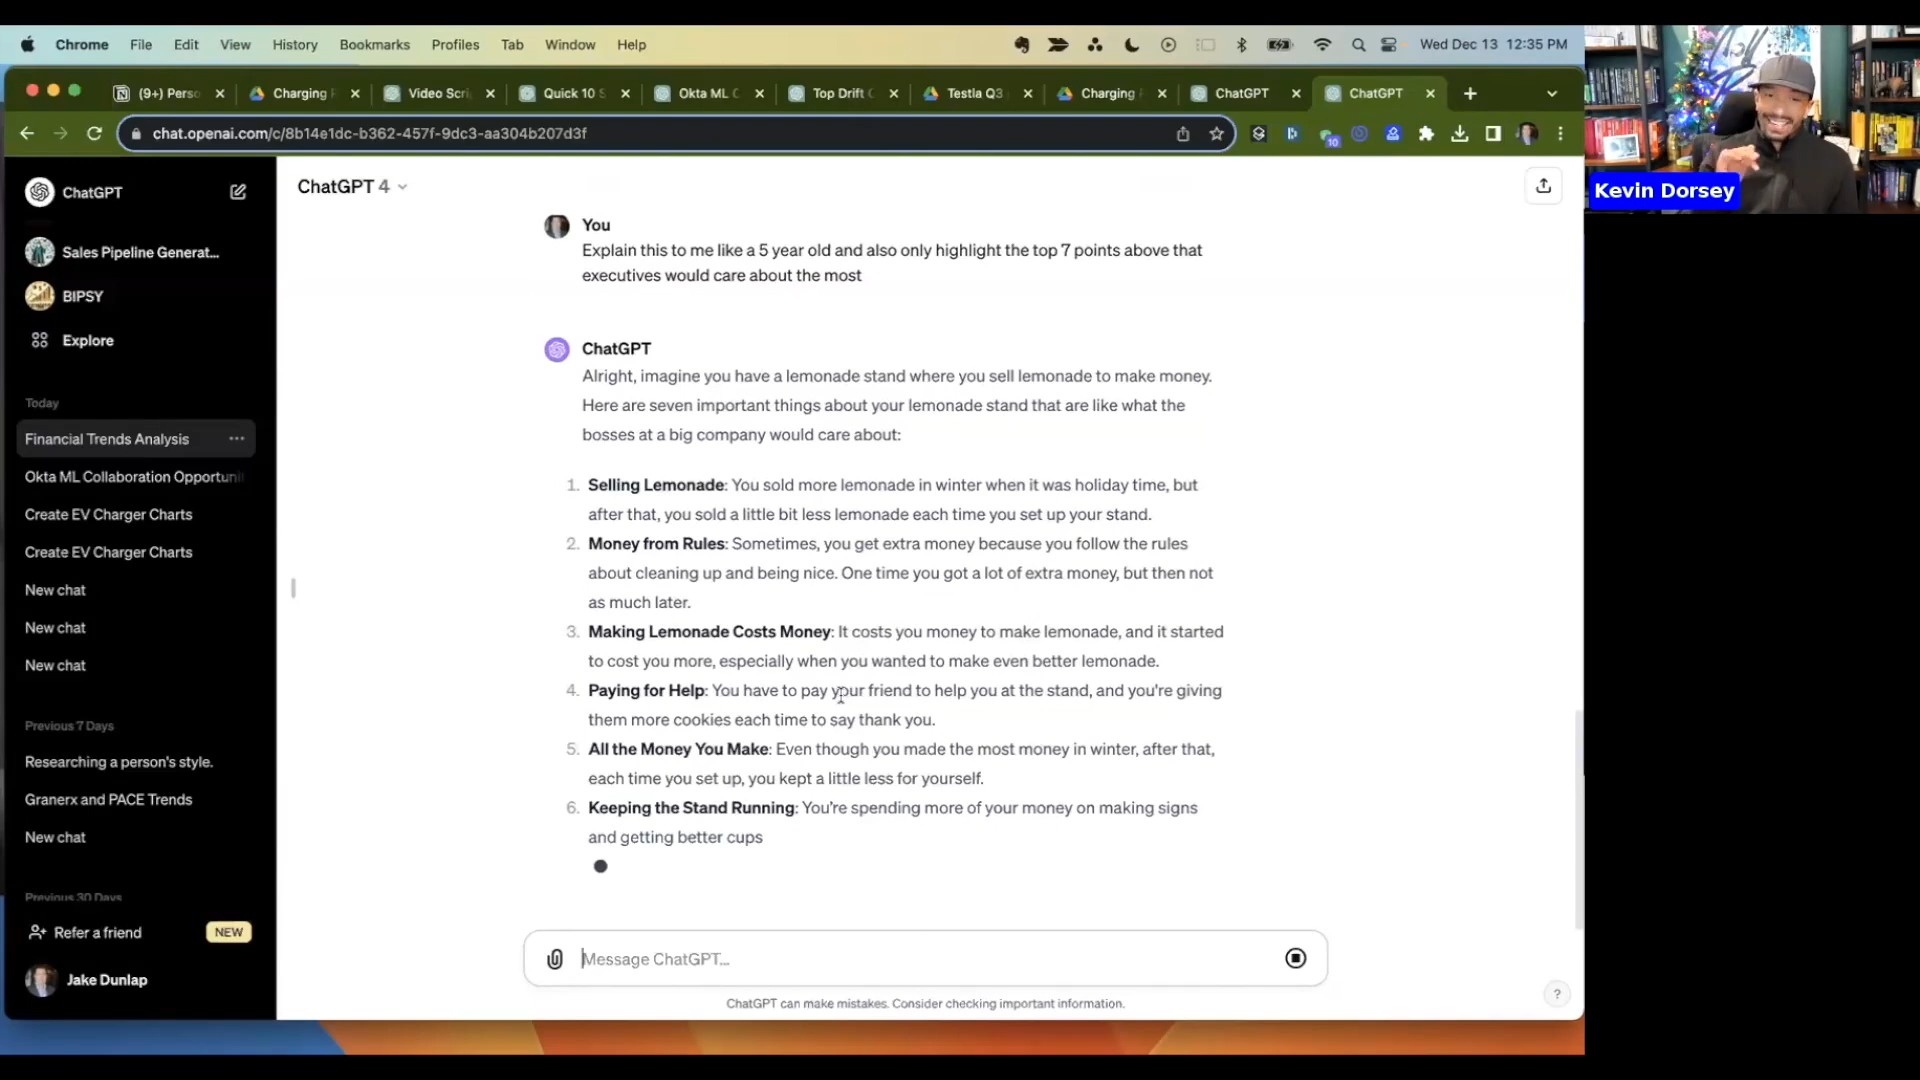 Chrome File Edit View History Bookmarks Profiles Tab Window Help Wed Dec 13 12:35 PM
(9+) Perso Charging Video Scri Quick 10 S Okta ML C Top Drift Testla Q3 Charging ChatGPT ChatGPT
chat.openai.com/c/8b14e1dc-b362-457f-9dc3-aa304b207d3f
10
Kevin Dorsey
ChatGPT
Sales Pipeline Generat...
BIPSY
Explore
Today
Financial Trends Analysis
Okta ML Collaboration Opportuni
Create EV Charger Charts
Create EV Charger Charts
New chat
New chat
New chat
Previous 7 Days
Researching a person's style.
Granerx and PACE Trends
New chat
Previous 30 Days
Refer a friend NEW
Jake Dunlap
ChatGPT 4
You
Explain this to me like a 5 year old and also only highlight the top 7 points above that
executives would care about the most
ChatGPT
Alright, imagine you have a lemonade stand where you sell lemonade to make money.
Here are seven important things about your lemonade stand that are like what the
bosses at a big company would care about:
1. Selling Lemonade: You sold more lemonade in winter when it was holiday time, but
after that, you sold a little bit less lemonade each time you set up your stand.
2. Money from Rules: Sometimes, you get extra money because you follow the rules
about cleaning up and being nice. One time you got a lot of extra money, but then not
as much later.
3. Making Lemonade Costs Money: It costs you money to make lemonade, and it started
to cost you more, especially when you wanted to make even better lemonade.
4. Paying for Help: You have to pay your friend to help you at the stand, and you're giving
them more cookies each time to say thank you.
5. All the Money You Make: Even though you made the most money in winter, after that,
each time you set up, you kept a little less for yourself.
6. Keeping the Stand Running: You're spending more of your money on making signs
and getting better cups
Message ChatGPT...
ChatGPT can make mistakes. Consider checking important information.
?